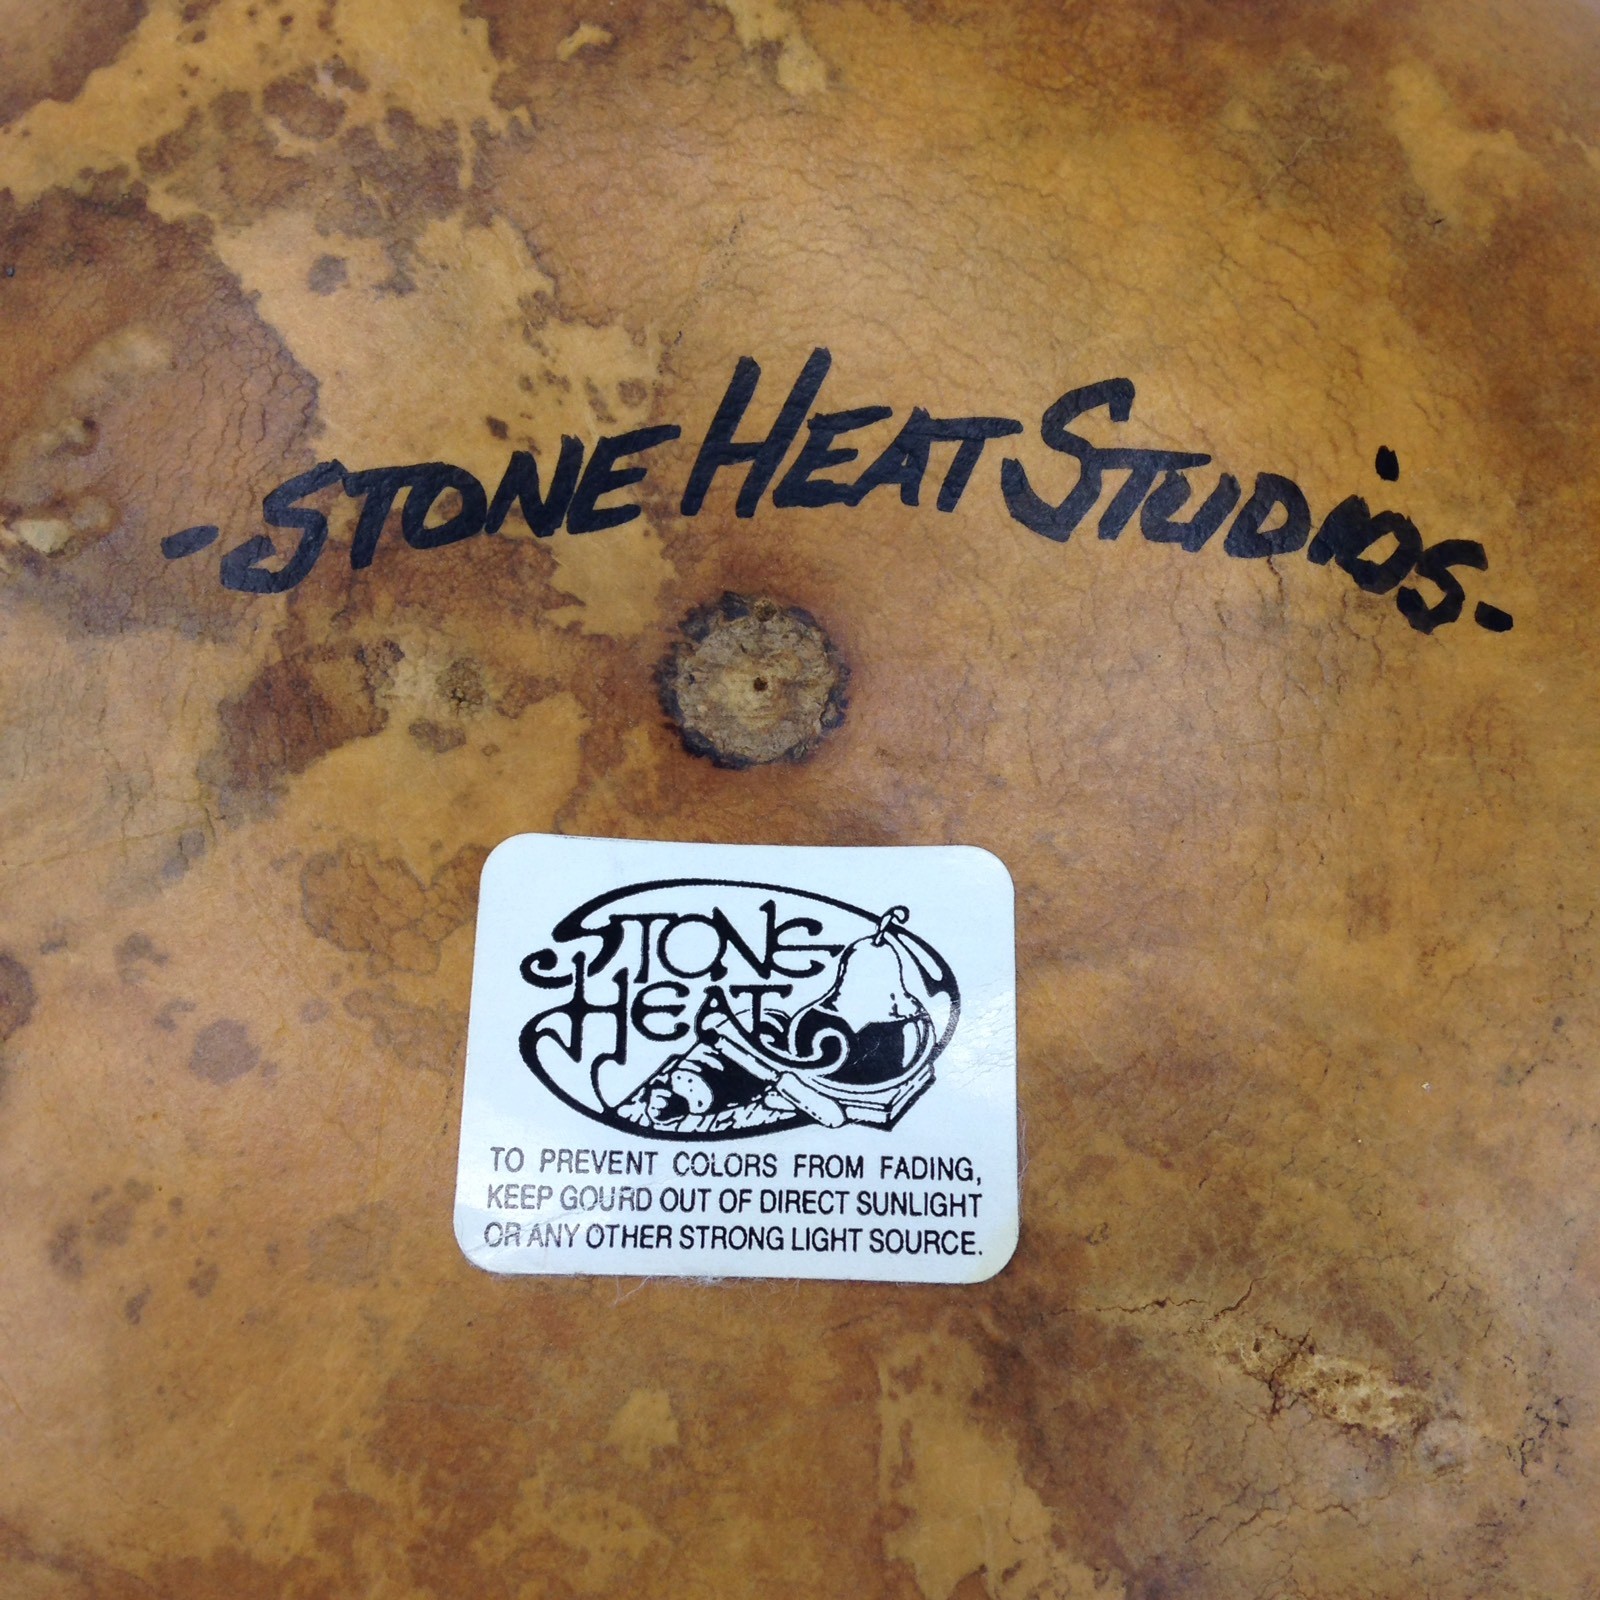 -STONE HEAT STUDIOS-
STONE
HEAT
TO PREVENT COLORS FROM FADING,
KEEP GOURD OUT OF DIRECT SUNLIGHT
OR ANY OTHER STRONG LIGHT SOURCE.